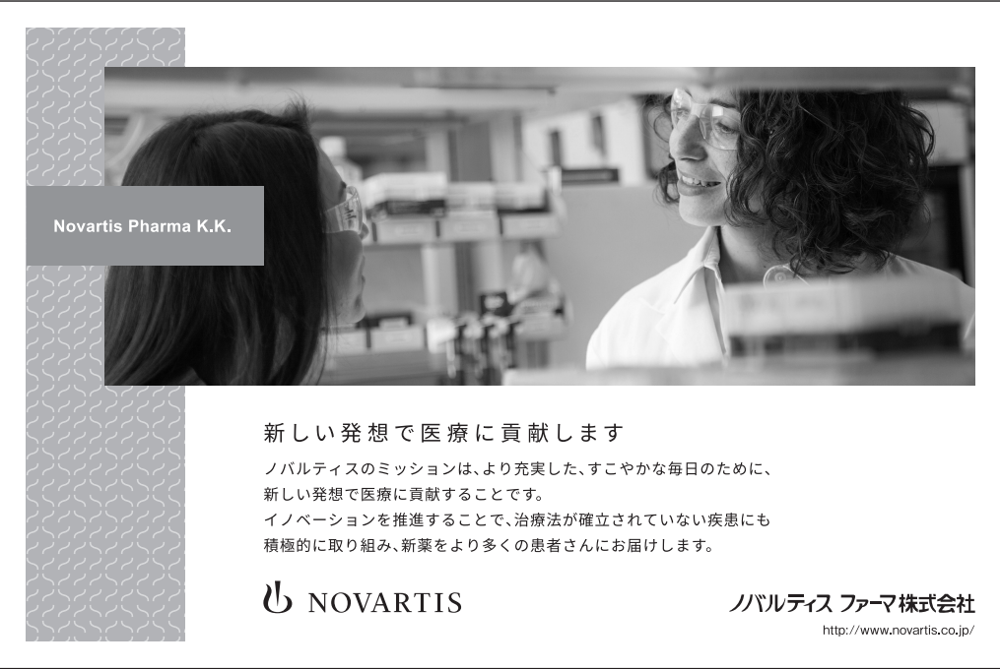 Novartis Pharma K.K.
新しい発想で医療に貢献します
ノバルティスのミッションは、より充実した、すこやかな毎日のために、
新しい発想で医療に貢献することです。
イノベーションを推進することで、治療法が確立されていない疾患にも
積極的に取り組み、新薬をより多くの患者さんにお届けします。
NOVARTIS
ノバルティス ファーマ株式会社
http://www.novartis.co.jp/